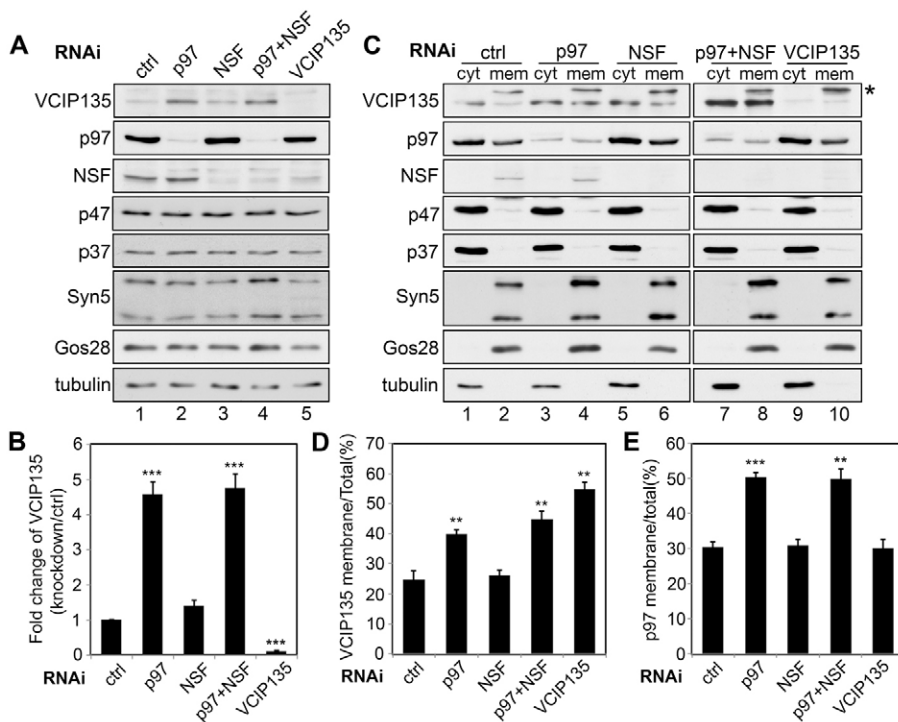 A
RNAi
ctrl p97 NSF p97+NSF VCIP135
VCIP135
p97
NSF
p47
p37
Syn5
Gos28
tubulin
1 2 3 4 5
C
RNAi ctrl p97 NSF p97+NSF VCIP135
cyt mem cyt mem cyt mem cyt mem cyt mem
VCIP135 *
p97
NSF
p47
p37
Syn5
Gos28
tubulin
1 2 3 4 5 6 7 8 9 10
B
Fold change of VCIP135
(knockdown/ctrl)
6
5
4
3
2
1
0
*** *** ***
RNAi ctrl p97 NSF p97+NSF VCIP135
D
VCIP135 membrane/Total(%)
70
60
50
40
30
20
10
0
** ** **
RNAi ctrl p97 NSF p97+NSF VCIP135
E
p97 membrane/total(%)
60
50
40
30
20
10
0
*** **
RNAi ctrl p97 NSF p97+NSF VCIP135